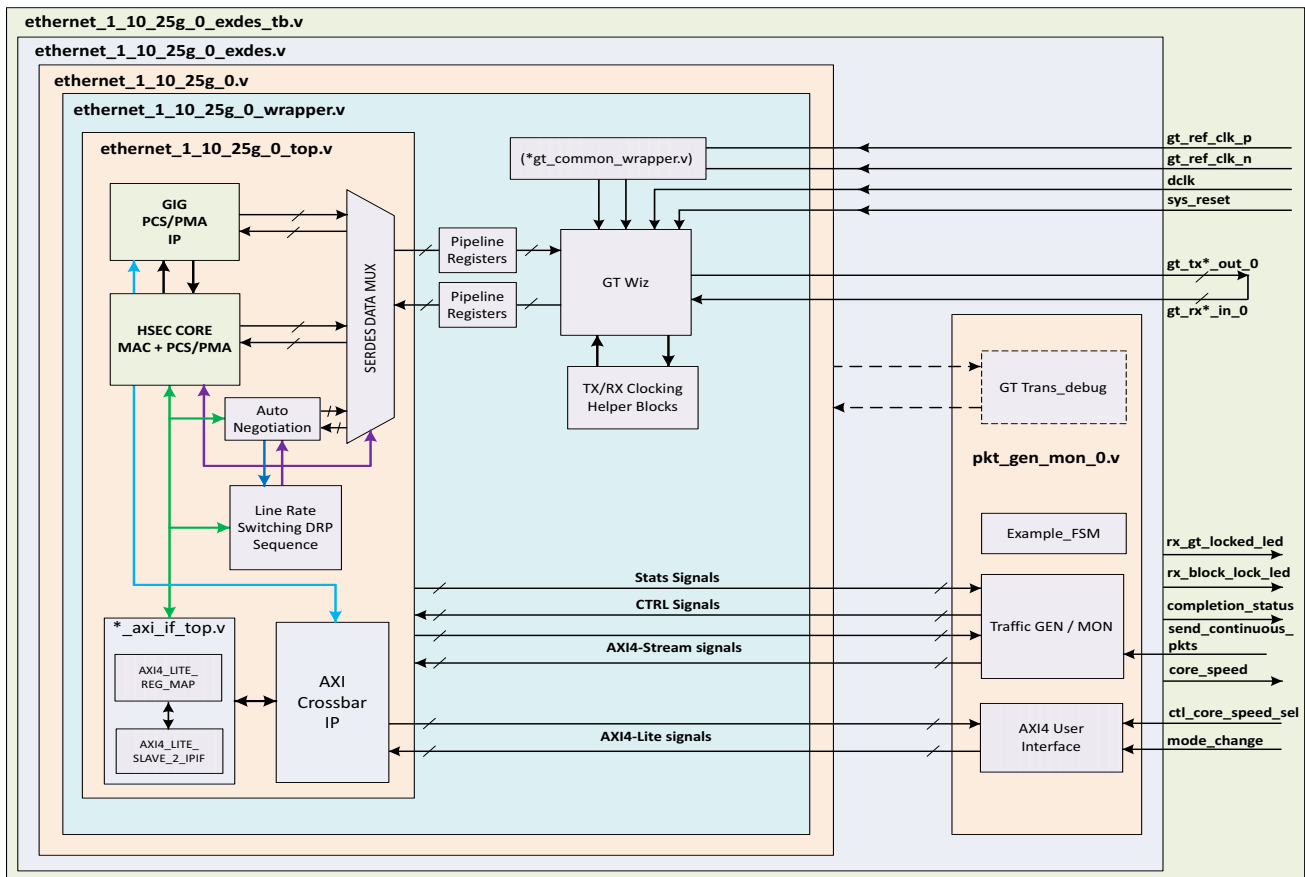 ethernet_1_10_25g_0_exdes_tb.v
ethernet_1_10_25g_0_exdes.v
ethernet_1_10_25g_0.v
ethernet_1_10_25g_0_wrapper.v
ethernet_1_10_25g_0_top.v
GIG
PCS/PMA
IP
HSEC CORE
MAC + PCS/PMA
SERDES DATA MUX
Auto
Negotiation
Line Rate
Switching DRP
Sequence
*_axi_if_top.v
AXI4_LITE_
REG_MAP
AXI4_LITE_
SLAVE_2_IPIF
AXI
Crossbar
IP
Pipeline
Registers
Pipeline
Registers
(*gt_common_wrapper.v)
GT Wiz
TX/RX Clocking
Helper Blocks
Stats Signals
CTRL Signals
AXI4-Stream signals
AXI4-Lite signals
GT Trans_debug
pkt_gen_mon_0.v
Example_FSM
Traffic GEN / MON
AXI4 User
Interface
gt_ref_clk_p
gt_ref_clk_n
dclk
sys_reset
gt_tx*_out_0
gt_rx*_in_0
rx_gt_locked_led
rx_block_lock_led
completion_status
send_continuous_
pkts
core_speed
ctl_core_speed_sel
mode_change